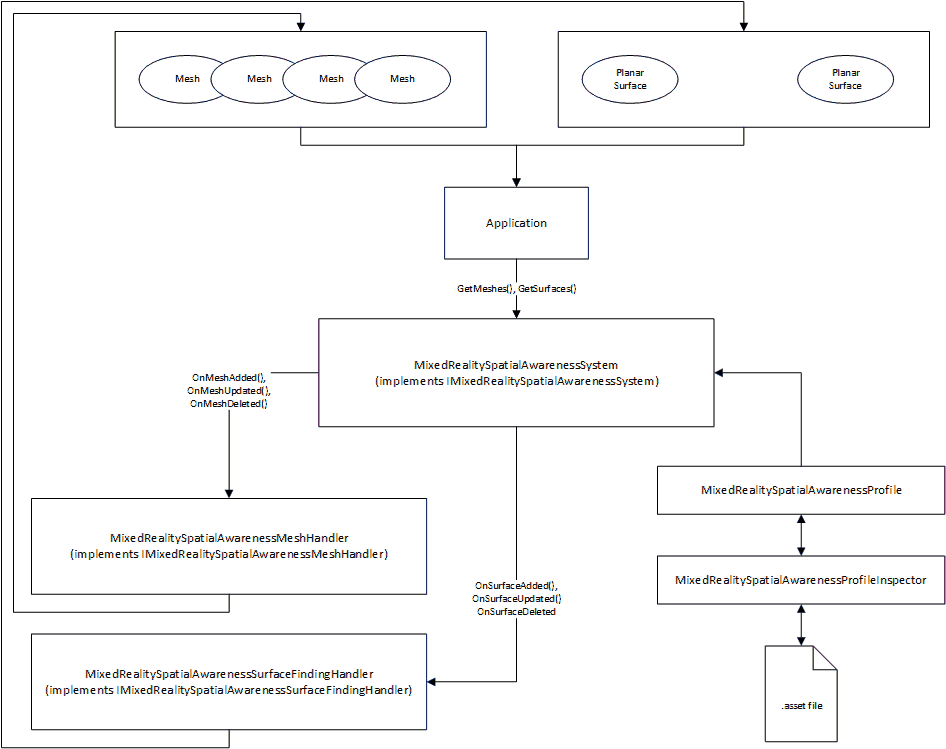 Mesh
Mesh
Mesh
Mesh
Planar
Surface
Planar
Surface
Application
GetMeshes(), GetSurfaces()
MixedRealitySpatialAwarenessSystem
(implements IMixedRealitySpatialAwarenessSystem)
OnMeshAdded(),
OnMeshUpdated(),
OnMeshDeleted()
MixedRealitySpatialAwarenessProfile
MixedRealitySpatialAwarenessMeshHandler
(implements IMixedRealitySpatialAwarenessMeshHandler)
MixedRealitySpatialAwarenessProfileInspector
OnSurfaceAdded(),
OnSurfaceUpdated()
OnSurfaceDeleted
MixedRealitySpatialAwarenessSurfaceFindingHandler
(implements IMixedRealitySpatialAwarenessSurfaceFindingHandler)
.asset file